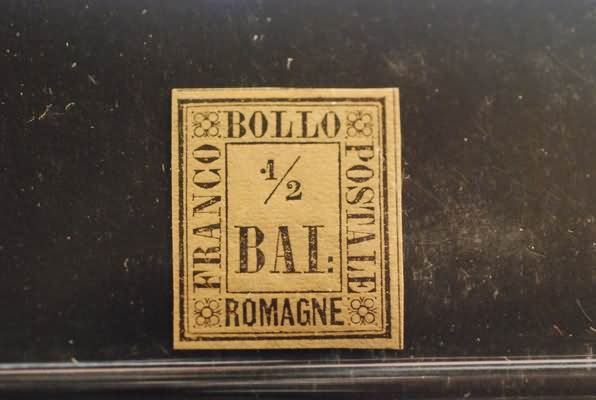 BOLLO
FRANCO
POSTALE
1/2
BAI:
ROMAGNE